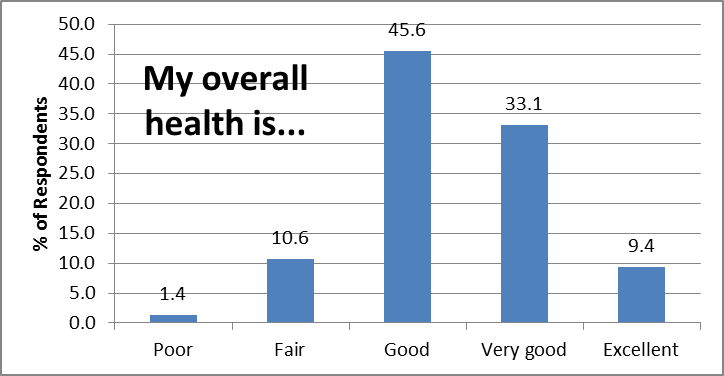 My overall
health is...
% of Respondents
50.0
45.0
40.0
35.0
30.0
25.0
20.0
15.0
10.0
5.0
0.0
1.4
10.6
45.6
33.1
9.4
Poor
Fair
Good
Very good
Excellent